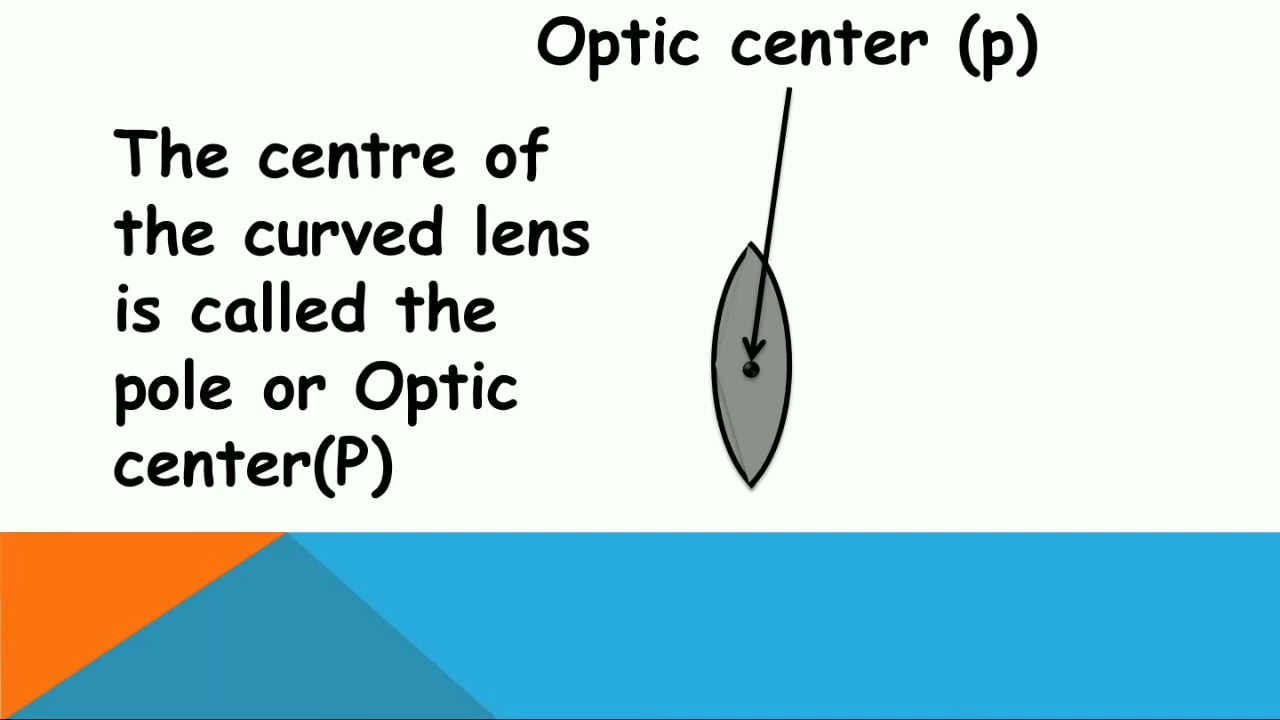 Optic center (p)
The centre of
the curved lens
is called the
pole or Optic
center(P)